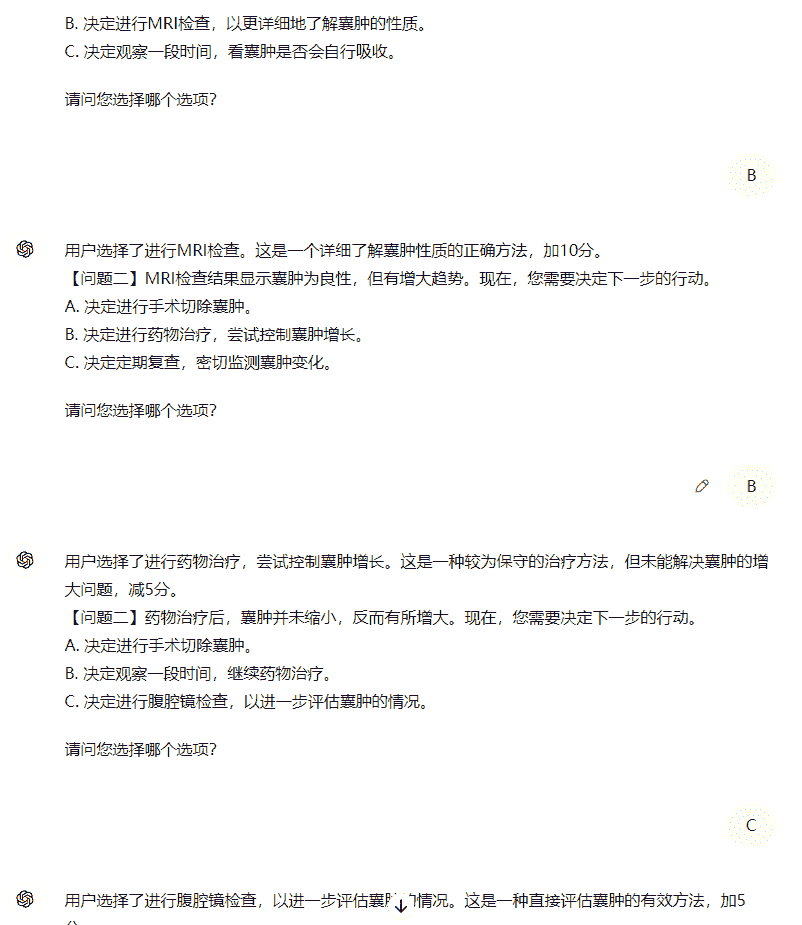 B. 决定进行MRI检查，以更详细地了解囊肿的性质。
C. 决定观察一段时间，看囊肿是否会自行吸收。
请问您选择哪个选项？
B
用户选择了进行MRI检查。这是一个详细了解囊肿性质的正确方法，加10分。
【问题二】MRI检查结果显示囊肿为良性，但有增大趋势。现在，您需要决定下一步的行动。
A. 决定进行手术切除囊肿。
B. 决定进行药物治疗，尝试控制囊肿增长。
C. 决定定期复查，密切监测囊肿变化。
请问您选择哪个选项？
B
用户选择了进行药物治疗，尝试控制囊肿增长。这是一种较为保守的治疗方法，但未能解决囊肿的增
大问题，减5分。
【问题二】药物治疗后，囊肿并未缩小，反而有所增大。现在，您需要决定下一步的行动。
A. 决定进行手术切除囊肿。
B. 决定观察一段时间，继续药物治疗。
C. 决定进行腹腔镜检查，以进一步评估囊肿的情况。
请问您选择哪个选项？
C
用户选择了进行腹腔镜检查，以进一步评估囊情况。这是一种直接评估囊肿的有效方法，加5